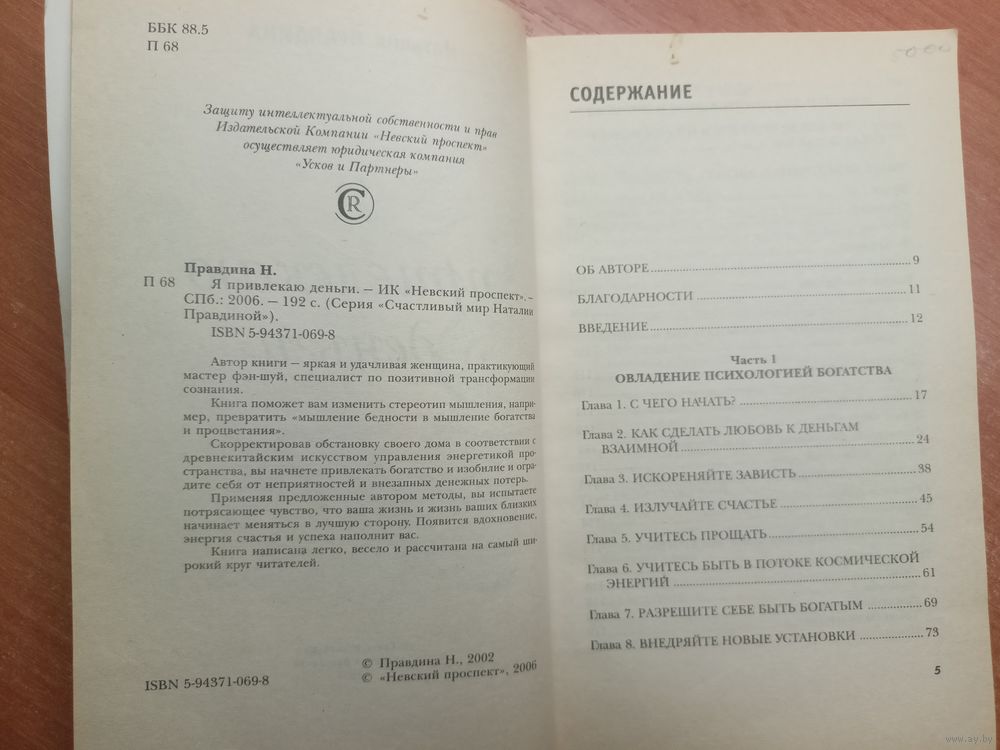 ББК 88.5
П 68
Защиту интеллектуальной собственности и прав
Издательской Компании «Невский проспект»
осуществляет юридическая компания
«Усков и Партнеры»
CR
Правдина Н.
П 68
Я привлекаю деньги. — ИК «Невский проспект». –
СПб.: 2006. — 192 с. (Серия «Счастливый мир Наталии
Правдиной»).
ISBN 5-94371-069-8
Автор книги – яркая и удачливая женщина, практикующий
мастер фэн-шуй, специалист по позитивной трансформации
сознания.
Книга поможет вам изменить стереотип мышления, напри-
мер, превратить «мышление бедности в мышление богатства
и процветания».
Скорректировав обстановку своего дома в соответствии с
древнекитайским искусством управления энергетикой про-
странства, вы начнете привлекать богатство и изобилие и огра-
дите себя от неприятностей и внезапных денежных потерь.
Применяя предложенные автором методы, вы испытаете
потрясающее чувство, что ваша жизнь и жизнь ваших близких
начинает меняться в лучшую сторону. Появится вдохновение,
энергия счастья и успеха наполнит вас.
Книга написана легко, весело и рассчитана на самый ши-
рокий круг читателей.
© Правдина Н., 2002
ISBN 5-94371-069-8
© «Невский проспект», 2006
СОДЕРЖАНИЕ
ОБ АВТОРЕ 9
БЛАГОДАРНОСТИ 11
ВВЕДЕНИЕ 12
Часть 1
ОВЛАДЕНИЕ ПСИХОЛОГИЕЙ БОГАТСТВА
Глава 1. С ЧЕГО НАЧАТЬ? 17
Глава 2. КАК СДЕЛАТЬ ЛЮБОВЬ К ДЕНЬГАМ
ВЗАИМНОЙ 24
Глава 3. ИСКОРЕНЯЙТЕ ЗАВИСТЬ 38
Глава 4. ИЗЛУЧАЙТЕ СЧАСТЬЕ 45
Глава 5. УЧИТЕСЬ ПРОЩАТЬ 54
Глава 6. УЧИТЕСЬ БЫТЬ В ПОТОКЕ КОСМИЧЕСКОЙ
ЭНЕРГИЙ 61
Глава 7. РАЗРЕШИТЕ СЕБЕ БЫТЬ БОГАТЫМ 69
Глава 8. ВНЕДРЯЙТЕ НОВЫЕ УСТАНОВКИ 73
5
www.ay.by